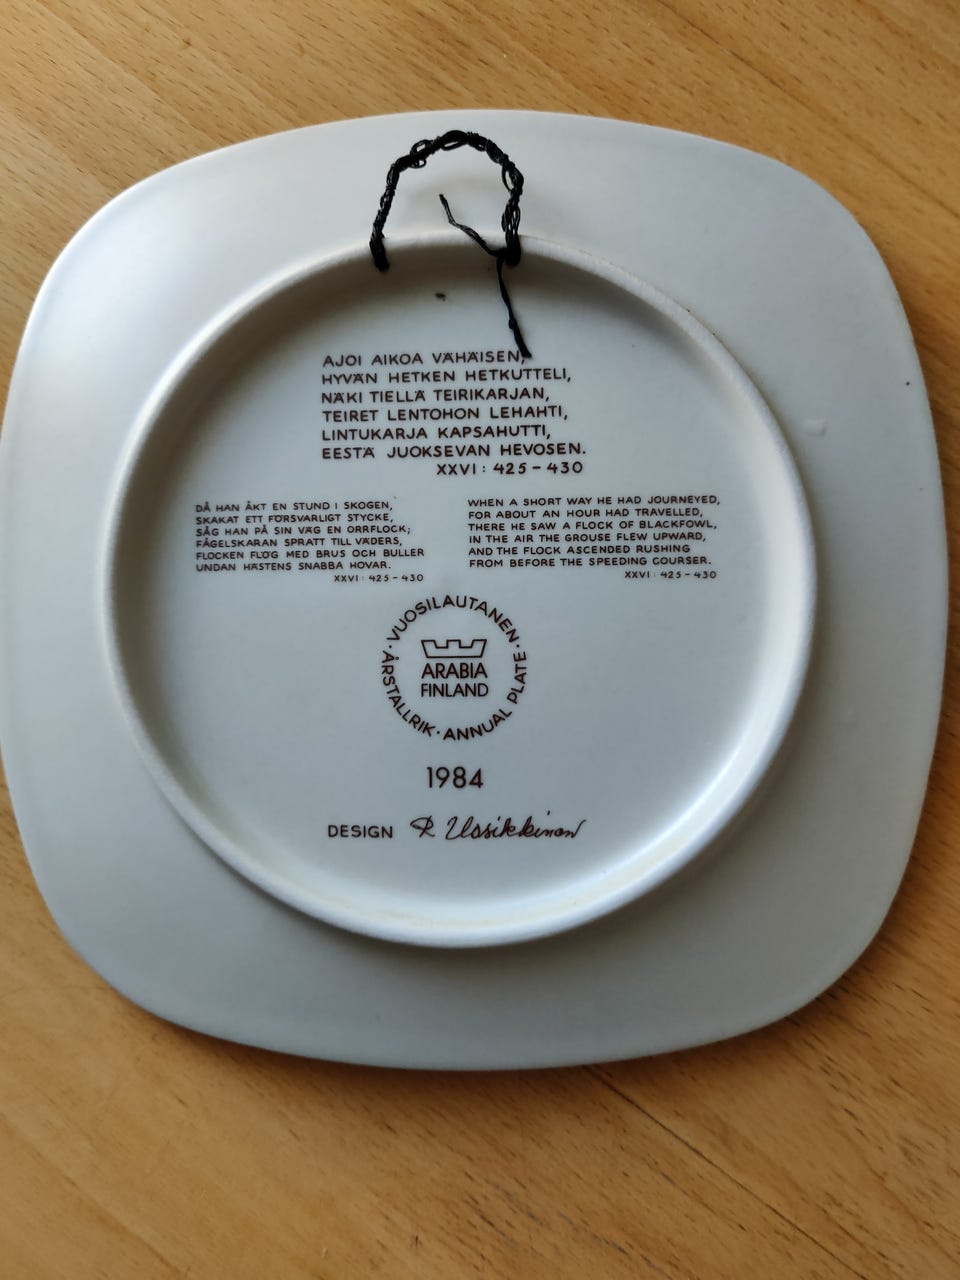 AJOI AIKOA VÄHÄISEN,
HYVÄN HETKEN HETKUTTELI,
NÄKI TIELLÄ TEIRIKARJAN,
TEIRET LENTOHON LEHAHTI,
LINTUKARJA KAPSAHUTTI,
EESTÄ JUOKSEVAN HEVOSEN.
XXVI : 425 – 430
DÅ HAN ÅKT EN STUND I SKOGEN,
SKAKAT ETT FÖRSVARLIGT STYCKE,
SÅG HAN PÅ SIN VÄG EN ORRFLOCK;
FÅGELSKARAN SPRATT TILL VÄDERS,
FLOCKEN FLÖG MED BRUS OCH BULLER
UNDAN HÄSTENS SNABBA HOVAR.
XXVI : 425 – 430
WHEN A SHORT WAY HE HAD JOURNEYED,
FOR ABOUT AN HOUR HAD TRAVELLED,
THERE HE SAW A FLOCK OF BLACKFOWL,
IN THE AIR THE GROUSE FLEW UPWARD,
AND THE FLOCK ASCENDED RUSHING
FROM BEFORE THE SPEEDING COURSER.
XXVI : 425 – 430
· VUOSILAUTANEN ·
ÅRSTALLRIK · ANNUAL PLATE
ARABIA
FINLAND
1984
DESIGN R Uosikkinen